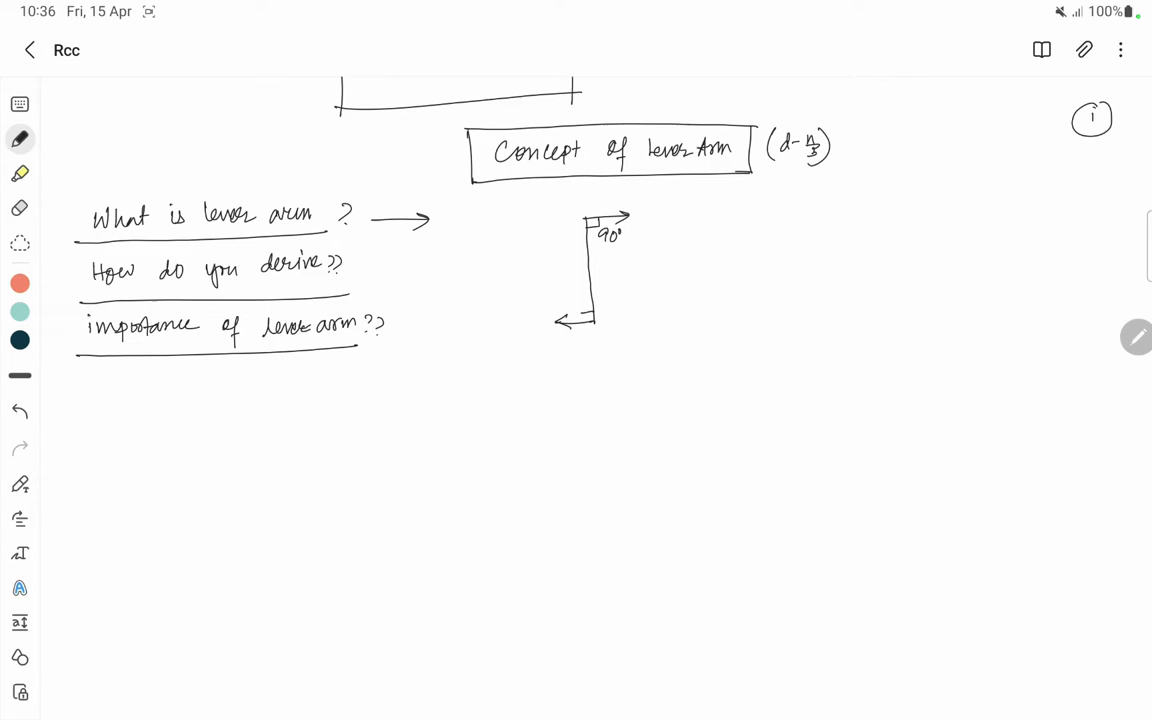 10:36 Fri, 15 Apr
100%
Rcc
i
Concept of Lever Arm (d-n/3)
What is lever arm ?
90°
How do you derive??
importance of lever arm??